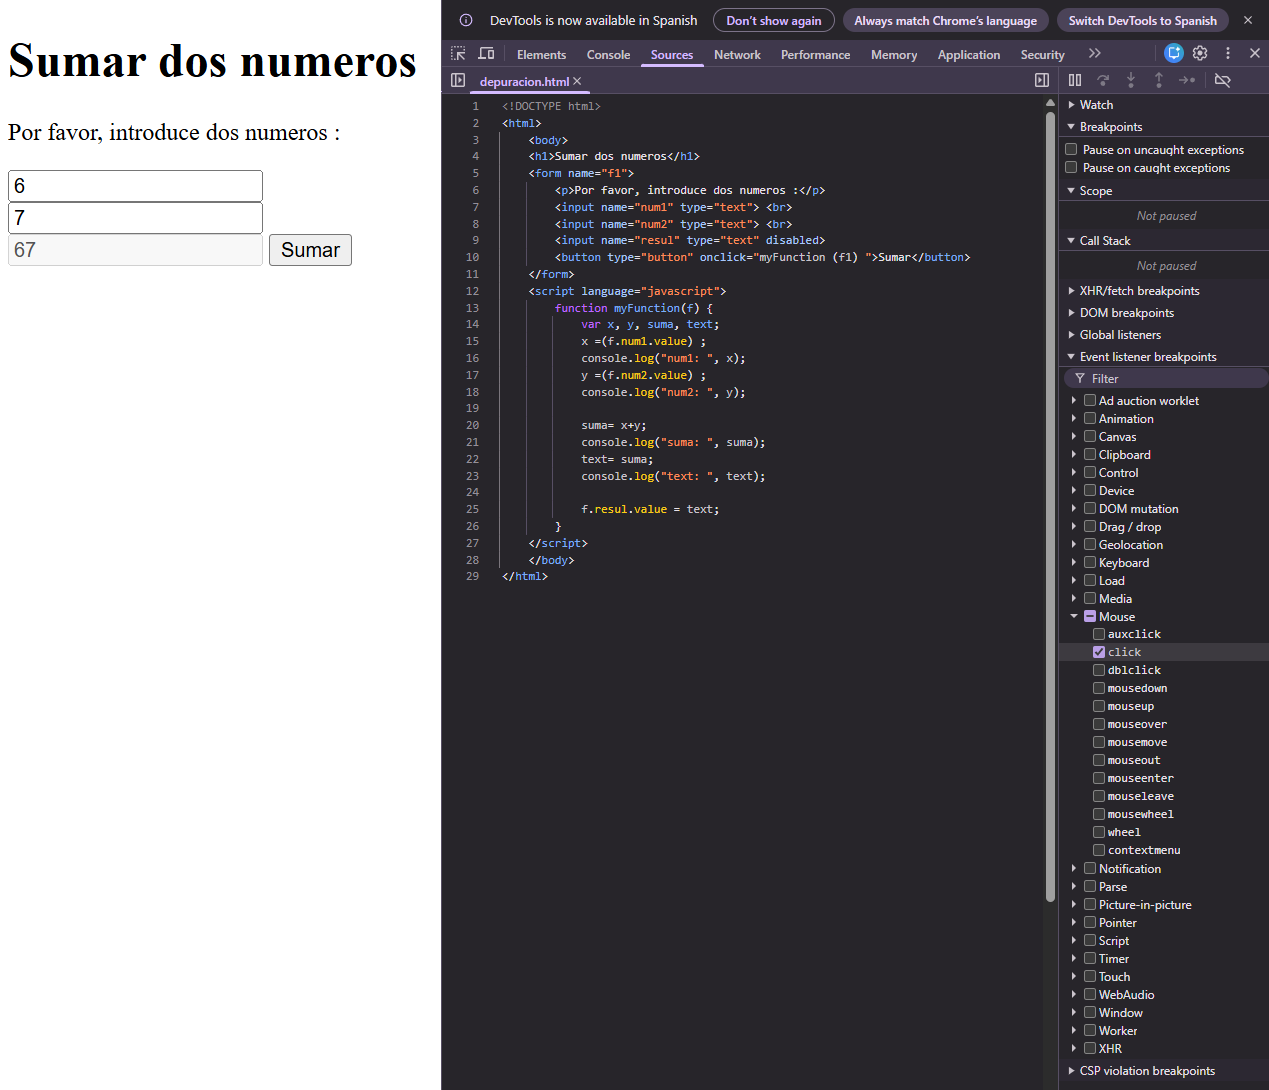 Sumar dos numeros
Por favor, introduce dos numeros :
6
7
67 Sumar
DevTools is now available in Spanish Don't show again Always match Chrome's language Switch DevTools to Spanish
Elements Console Sources Network Performance Memory Application Security
depuracion.html
1 <!DOCTYPE html>
2 <html>
3 <body>
4 <h1>Sumar dos numeros</h1>
5 <form name="f1">
6 <p>Por favor, introduce dos numeros :</p>
7 <input name="num1" type="text"> <br>
8 <input name="num2" type="text"> <br>
9 <input name="resul" type="text" disabled>
10 <button type="button" onclick="myFunction (f1) ">Sumar</button>
11 </form>
12 <script language="javascript">
13 function myFunction(f) {
14 var x, y, suma, text;
15 x =(f.num1.value) ;
16 console.log("num1: ", x);
17 y =(f.num2.value) ;
18 console.log("num2: ", y);
19
20 suma= x+y;
21 console.log("suma: ", suma);
22 text= suma;
23 console.log("text: ", text);
24
25 f.resul.value = text;
26 }
27 </script>
28 </body>
29 </html>
Watch
Breakpoints
Pause on uncaught exceptions
Pause on caught exceptions
Scope
Not paused
Call Stack
Not paused
XHR/fetch breakpoints
DOM breakpoints
Global listeners
Event listener breakpoints
Filter
Ad auction worklet
Animation
Canvas
Clipboard
Control
Device
DOM mutation
Drag / drop
Geolocation
Keyboard
Load
Media
Mouse
auxclick
click
dblclick
mousedown
mouseup
mouseover
mousemove
mouseout
mouseenter
mouseleave
mousewheel
wheel
contextmenu
Notification
Parse
Picture-in-picture
Pointer
Script
Timer
Touch
WebAudio
Window
Worker
XHR
CSP violation breakpoints